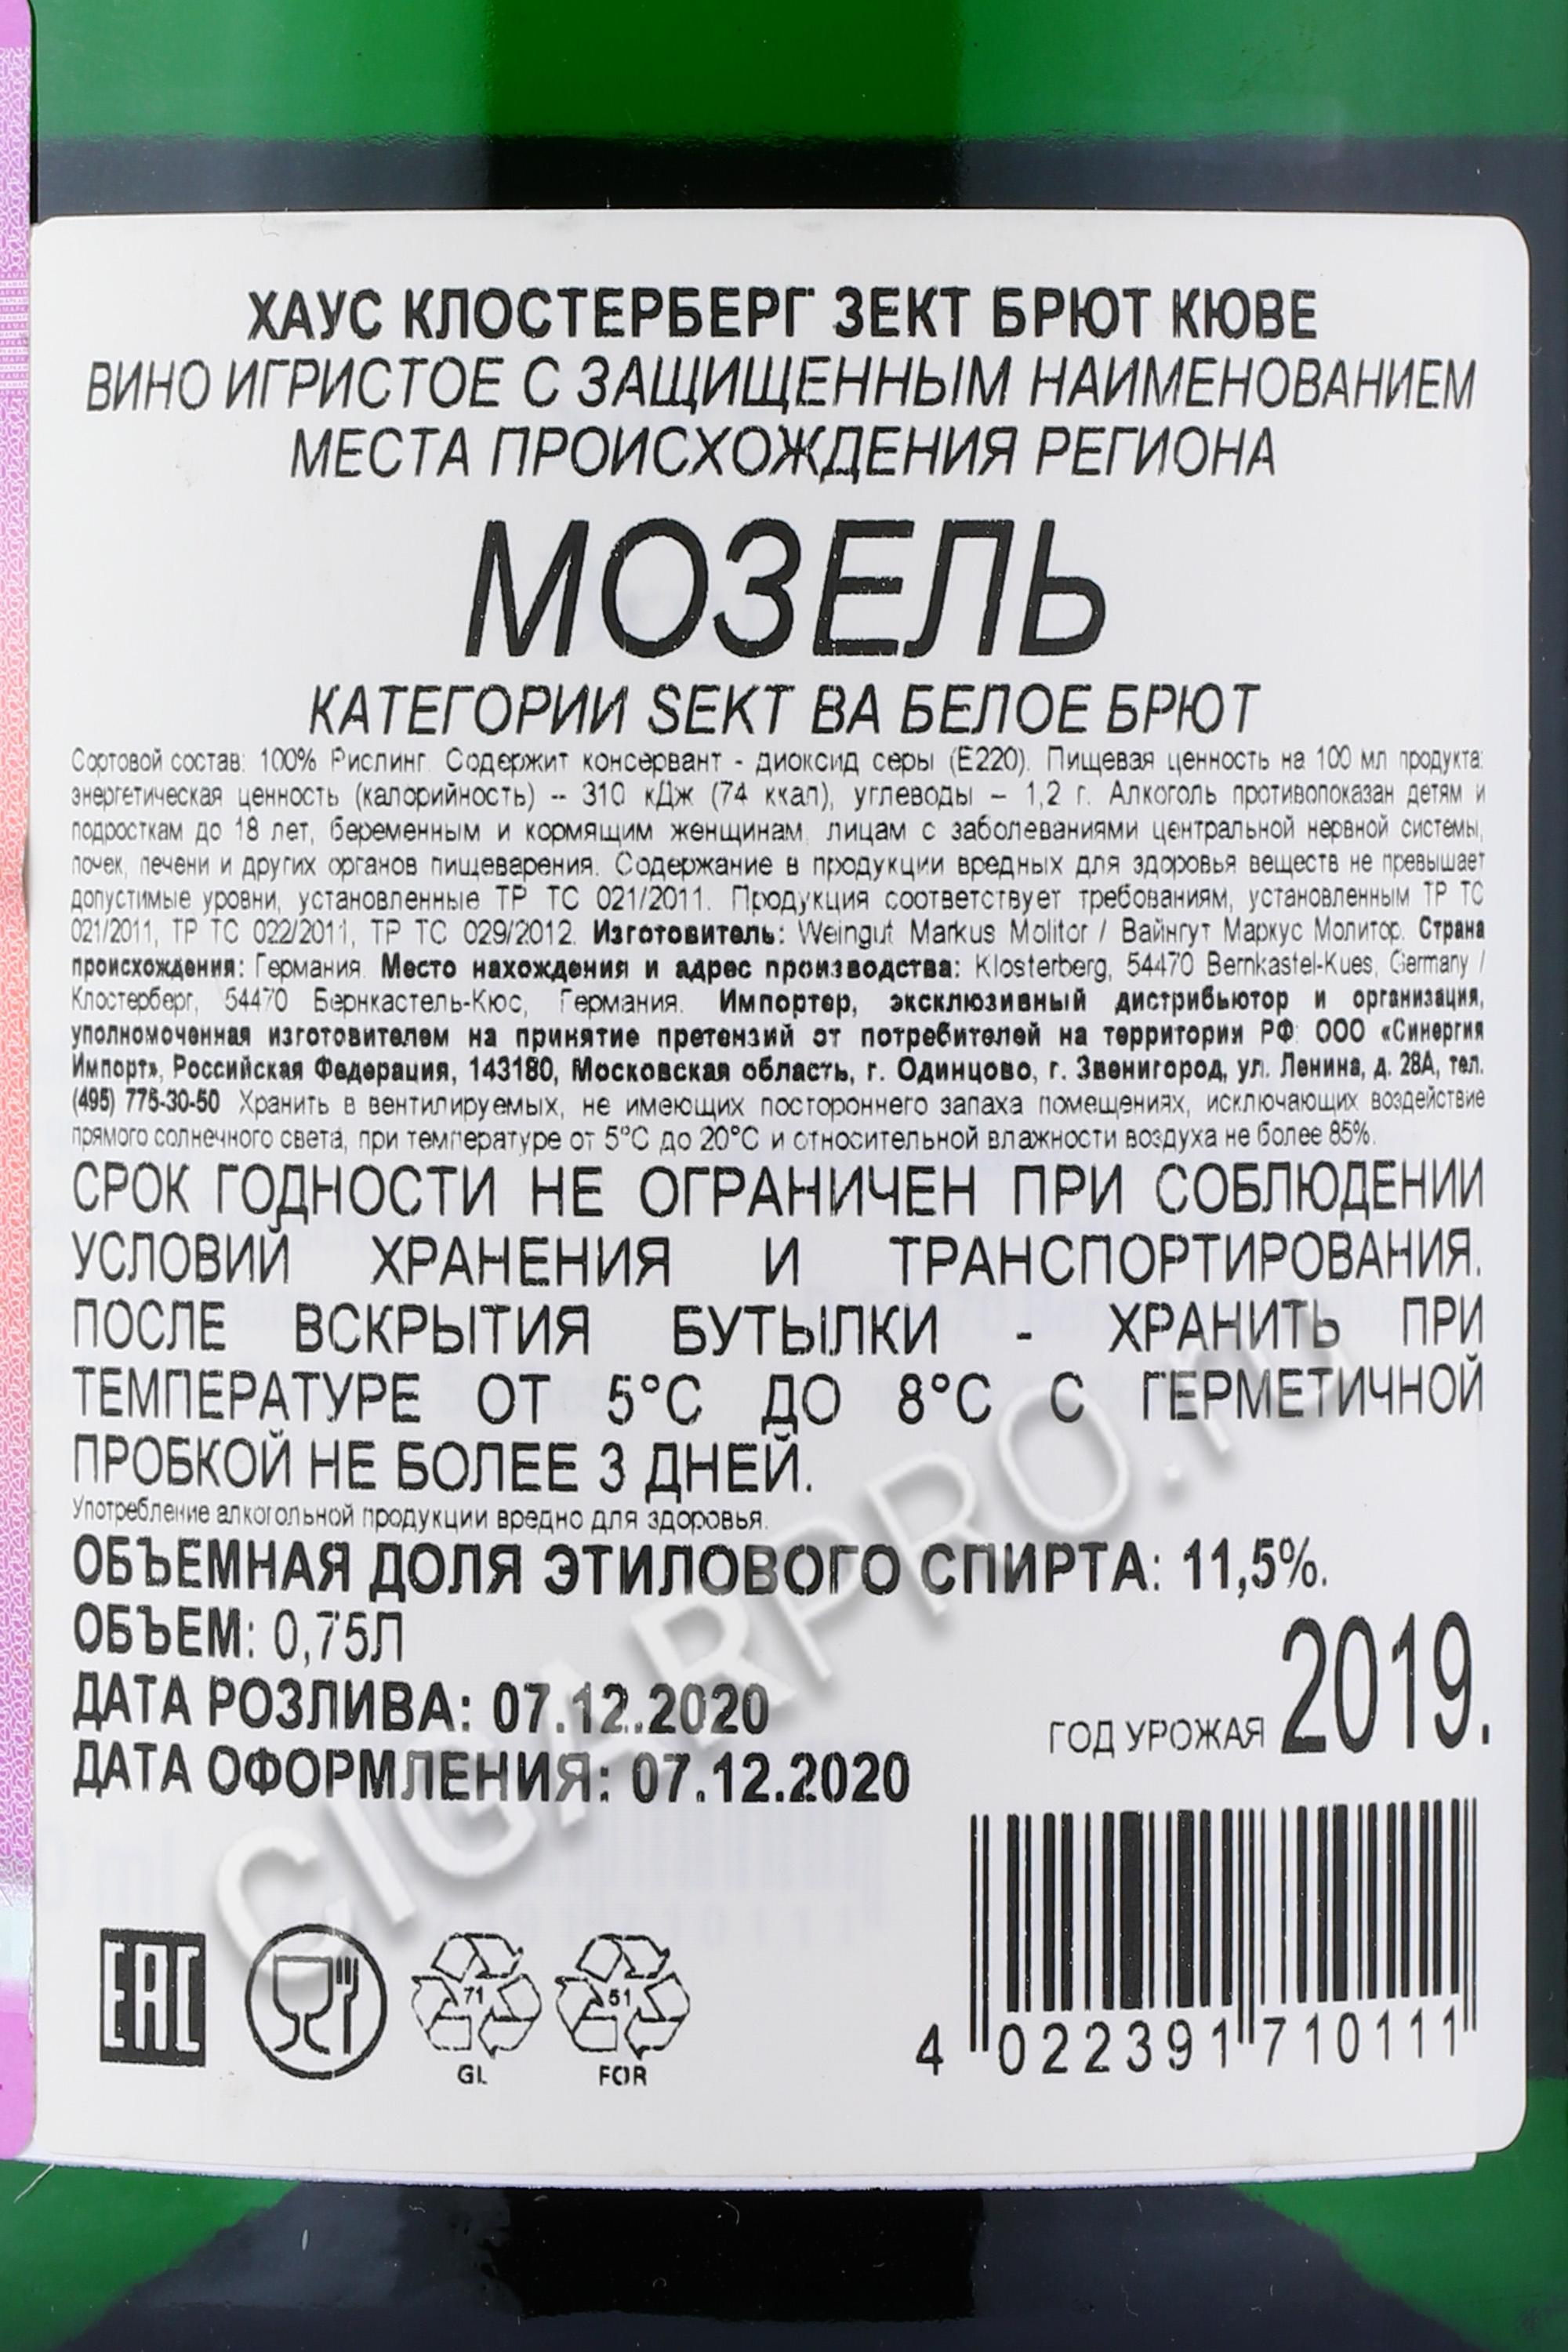 ХАУС КЛОСТЕРБЕРГ ЗЕКТ БРЮТ КЮВЕ
ВИНО ИГРИСТОЕ С ЗАЩИЩЕННЫМ НАИМЕНОВАНИЕМ
МЕСТА ПРОИСХОЖДЕНИЯ РЕГИОНА
МОЗЕЛЬ
КАТЕГОРИИ SEKT BA БЕЛОЕ БРЮТ
Сортовой состав: 100% Рислинг. Содержит консервант - диоксид серы (Е220). Пищевая ценность на 100 мл продукта:
энергетическая ценность (калорийность) -- 310 кДж (74 ккал), углеводы – 1,2 г. Алкоголь противопоказан детям и
подросткам до 18 лет, беременным и кормящим женщинам, лицам с заболеваниями центральной нервной системы,
почек, печени и других органов пищеварения. Содержание в продукции вредных для здоровья веществ не превышает
допустимые уровни, установленные ТР ТС 021/2011. Продукция соответствует требованиям, установленным ТР ТС
021/2011, ТР ТС 022/2011, ТР ТС 029/2012. Изготовитель: Weingut Markus Molitor / Вайнгут Маркус Молитор. Страна
происхождения: Германия. Место нахождения и адрес производства: Klosterberg, 54470 Bernkastel-Kues, Germany /
Клостерберг, 54470 Бернкастель-Кюс, Германия. Импортер, эксклюзивный дистрибьютор и организация,
уполномоченная изготовителем на принятие претензий от потребителей на территории РФ: ООО «Синергия
Импорт», Российская Федерация, 143180, Московская область, г. Одинцово, г. Звенигород, ул. Ленина, д. 28А, тел.
(495) 775-30-50 Хранить в вентилируемых, не имеющих постороннего запаха помещениях, исключающих воздействие
прямого солнечного света, при температуре от 5°С до 20°С и относительной влажности воздуха не более 85%.
СРОК ГОДНОСТИ НЕ ОГРАНИЧЕН ПРИ СОБЛЮДЕНИИ
УСЛОВИЙ ХРАНЕНИЯ И ТРАНСПОРТИРОВАНИЯ.
ПОСЛЕ ВСКРЫТИЯ БУТЫЛКИ - ХРАНИТЬ ПРИ
ТЕМПЕРАТУРЕ ОТ 5°С ДО 8°С С ГЕРМЕТИЧНОЙ
ПРОБКОЙ НЕ БОЛЕЕ 3 ДНЕЙ.
Употребление алкогольной продукции вредно для здоровья.
ОБЪЕМНАЯ ДОЛЯ ЭТИЛОВОГО СПИРТА: 11,5%.
ОБЪЕМ: 0,75Л
ДАТА РОЗЛИВА: 07.12.2020
ГОД УРОЖАЯ 2019.
ДАТА ОФОРМЛЕНИЯ: 07.12.2020
CIGARPRO.ru
EAC
71
GL
51
FOR
4 022391 710111